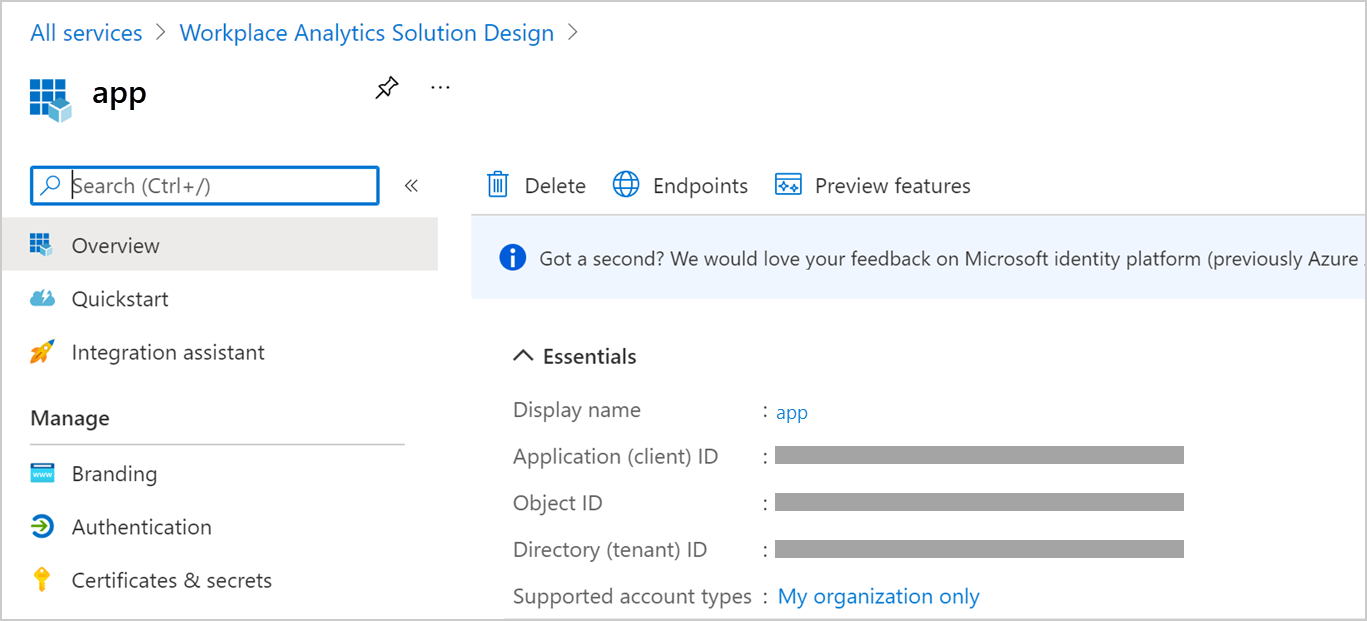 All services > Workplace Analytics Solution Design >
app
...
Search (Ctrl+/)
«
Overview
Quickstart
Integration assistant
Manage
www
Branding
Authentication
Certificates & secrets
Delete
Endpoints
Preview features
Got a second? We would love your feedback on Microsoft identity platform (previously Azure
Essentials
Display name : app
Application (client) ID :
Object ID :
Directory (tenant) ID :
Supported account types : My organization only